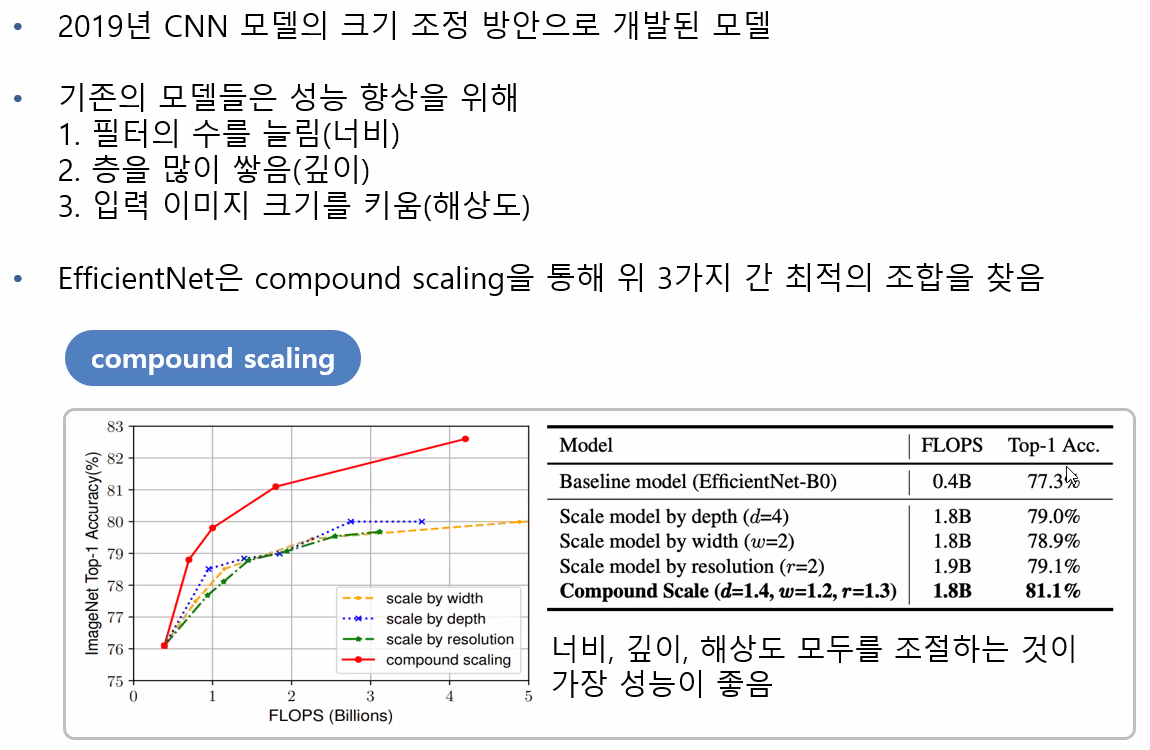 • 2019년 CNN 모델의 크기 조정 방안으로 개발된 모델
• 기존의 모델들은 성능 향상을 위해
1. 필터의 수를 늘림(너비)
2. 층을 많이 쌓음(깊이)
3. 입력 이미지 크기를 키움(해상도)
• EfficientNet은 compound scaling을 통해 위 3가지 간 최적의 조합을 찾음
compound scaling
ImageNet Top-1 Accuracy(%)
83
82
81
80
79
78
77
76
75
0 1 2 3 4 5
FLOPS (Billions)
scale by width
scale by depth
scale by resolution
compound scaling
Model FLOPS Top-1 Acc.
Baseline model (EfficientNet-B0) 0.4B 77.3%
Scale model by depth (d=4) 1.8B 79.0%
Scale model by width (w=2) 1.8B 78.9%
Scale model by resolution (r=2) 1.9B 79.1%
Compound Scale (d=1.4, w=1.2, r=1.3) 1.8B 81.1%
너비, 깊이, 해상도 모두를 조절하는 것이
가장 성능이 좋음